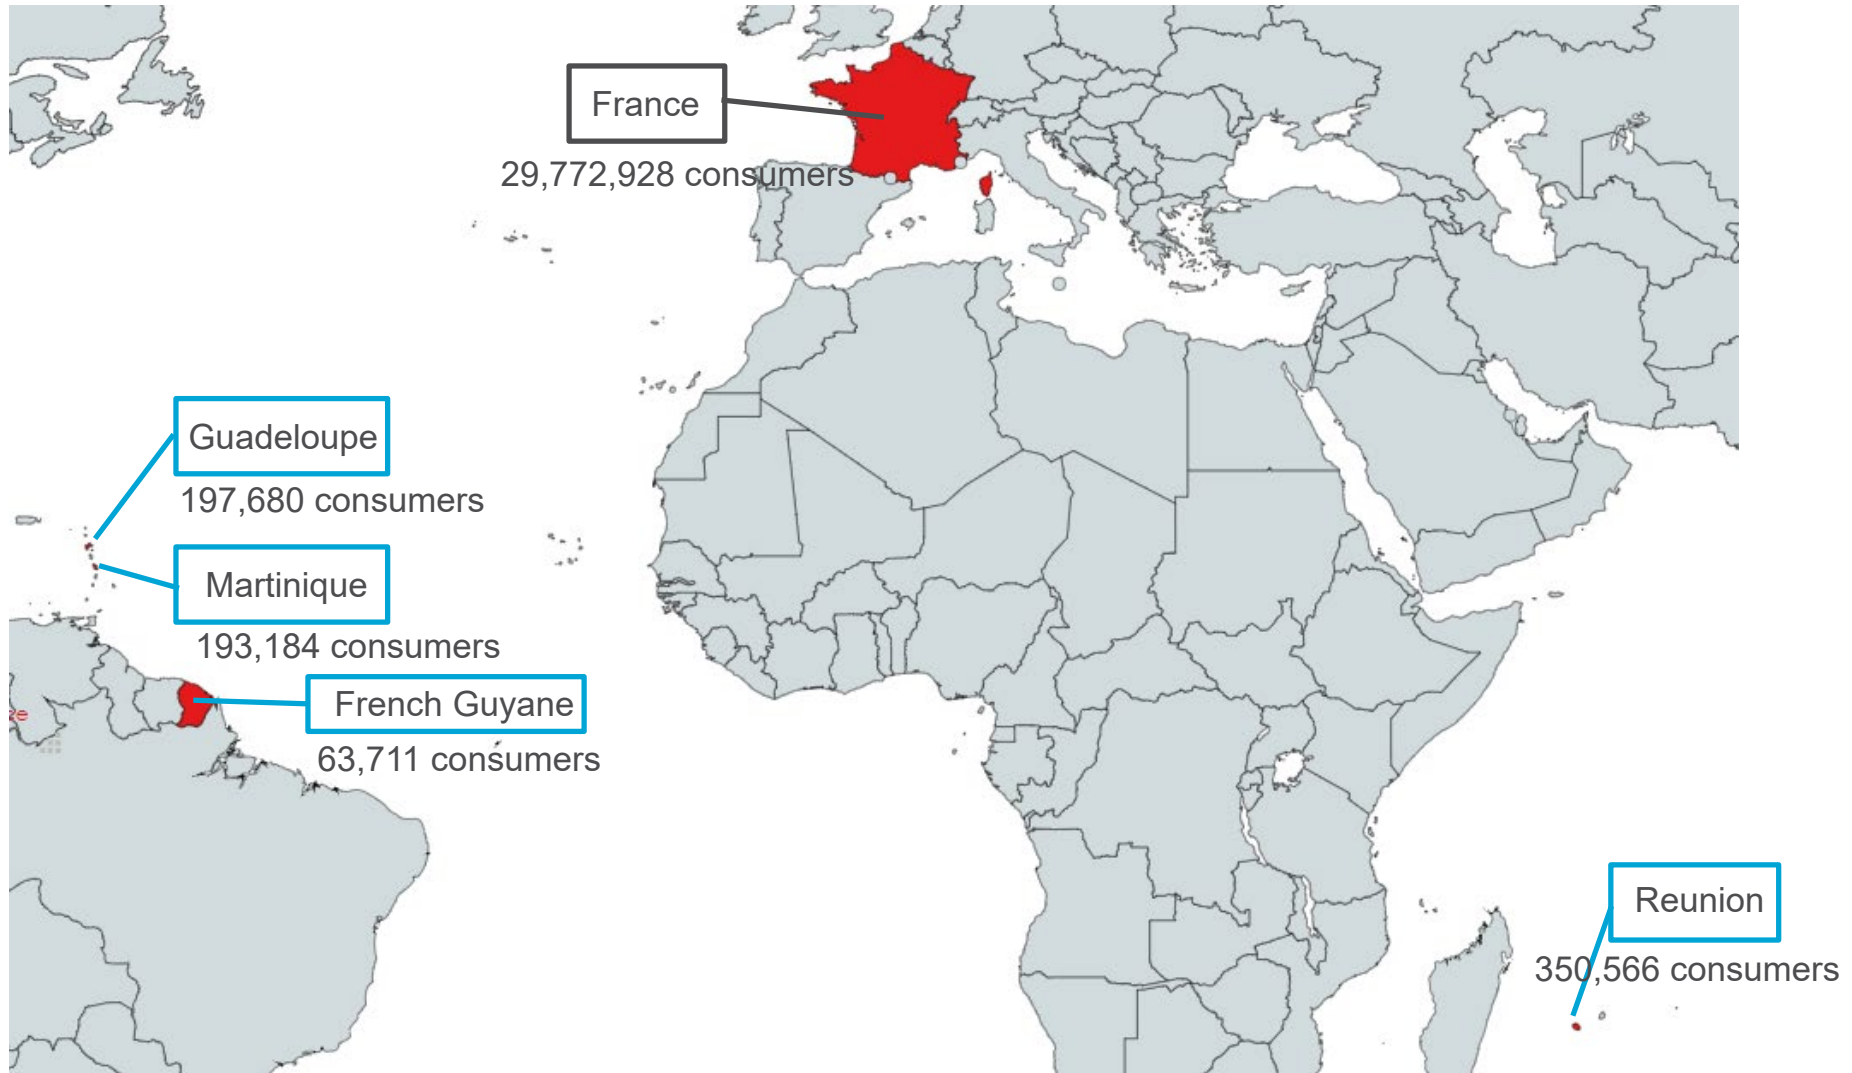 France
29,772,928 consumers
Guadeloupe
197,680 consumers
Martinique
193,184 consumers
French Guyane
63,711 consumers
Reunion
350,566 consumers